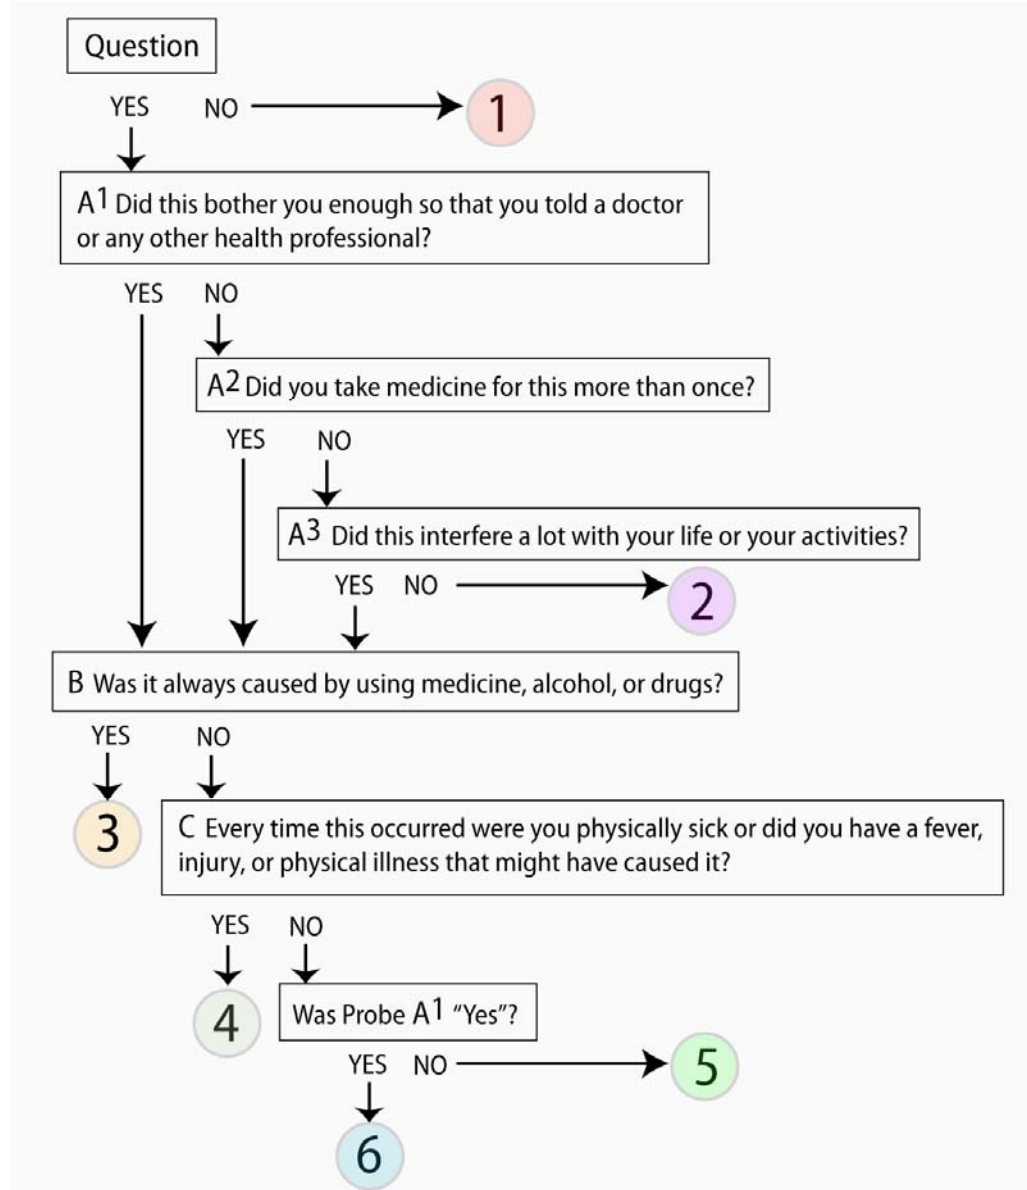 Question
YES NO 1
A1 Did this bother you enough so that you told a doctor
or any other health professional?
YES NO
A2 Did you take medicine for this more than once?
YES NO
A3 Did this interfere a lot with your life or your activities?
YES NO 2
B Was it always caused by using medicine, alcohol, or drugs?
YES NO
3
C Every time this occurred were you physically sick or did you have a fever,
injury, or physical illness that might have caused it?
YES NO
4
Was Probe A1 “Yes”?
YES NO 5
6